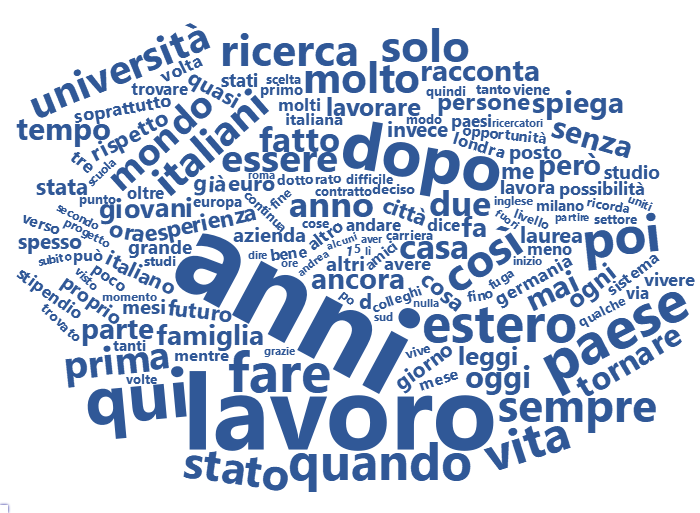 università
volta
ricerca
solo
trovare
quasi
stati
scelta
primo
molto
racconta
soprattutto
molti
lavorare
quindi
tanto
viene
persone
spiega
tempo
rispetto
mondo
italiani
italiana
modo
paesi
ricercatori
invece
opportunità
senza
tre
scuola
fatto
essere
dopo
londra
posto
me
però
studio
stata
oltre
già
euro
roma
dottorato
difficile
contratto
deciso
lavora
possibilità
punto
giovani
europa
continua
fine
anno
città
due
inglese
milano
ricorda
uniti
secondo
verso
progetto
ora
esperienza
cose
andare
dice
fa
fuori
livello
partire
settore
spesso
grande
azienda
altro
alcuni
aver
carriera
casa
così
laurea
meno
poi
subito
può
italiano
studi
dire
bene
ore
andrea
15
li
amici
altri
avere
inizio
visto
poco
anni
ancora
cosa
fino
fuga
germania
mai
ogni
sistema
stipendio
proprio
momento
mesi
futuro
po
d
colleghi
nulla
qualche
via
vivere
trovato
parte
famiglia
sud
estero
paese
tanti
prima
mentre
grazie
vive
giorno
leggi
tornare
volte
fare
mese
oggi
qui
lavoro
sempre
stato
quando
vita